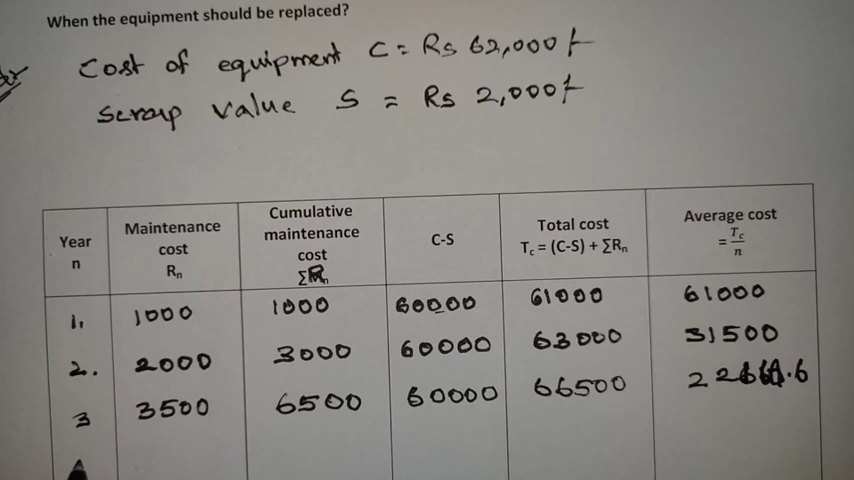 When the equipment should be replaced?
Cost of equipment C = Rs 62,000/-
Scrap value S = Rs 2,000/-
Year n Maintenance cost Rn Cumulative maintenance cost ∑Rn C-S Total cost Tc = (C-S) + ∑Rn Average cost = Tc/n
1. 1000 1000 60000 61000 61000
2. 2000 3000 60000 63000 31500
3 3500 6500 60000 66500